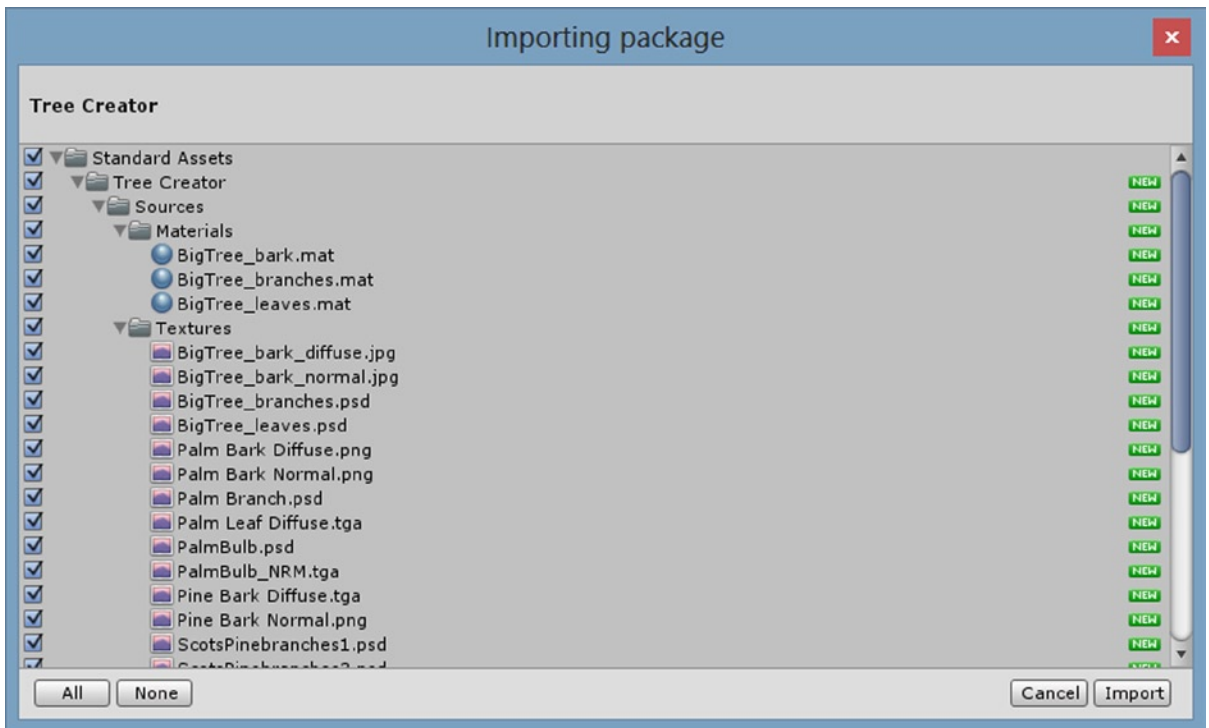 Importing package
x
Tree Creator
Standard Assets
Tree Creator NEW
Sources NEW
Materials NEW
BigTree_bark.mat NEW
BigTree_branches.mat NEW
BigTree_leaves.mat NEW
Textures NEW
BigTree_bark_diffuse.jpg NEW
BigTree_bark_normal.jpg NEW
BigTree_branches.psd NEW
BigTree_leaves.psd NEW
Palm Bark Diffuse.png NEW
Palm Bark Normal.png NEW
Palm Branch.psd NEW
Palm Leaf Diffuse.tga NEW
PalmBulb.psd NEW
PalmBulb_NRM.tga NEW
Pine Bark Diffuse.tga NEW
Pine Bark Normal.png NEW
ScotsPinebranches1.psd NEW
All None Cancel Import